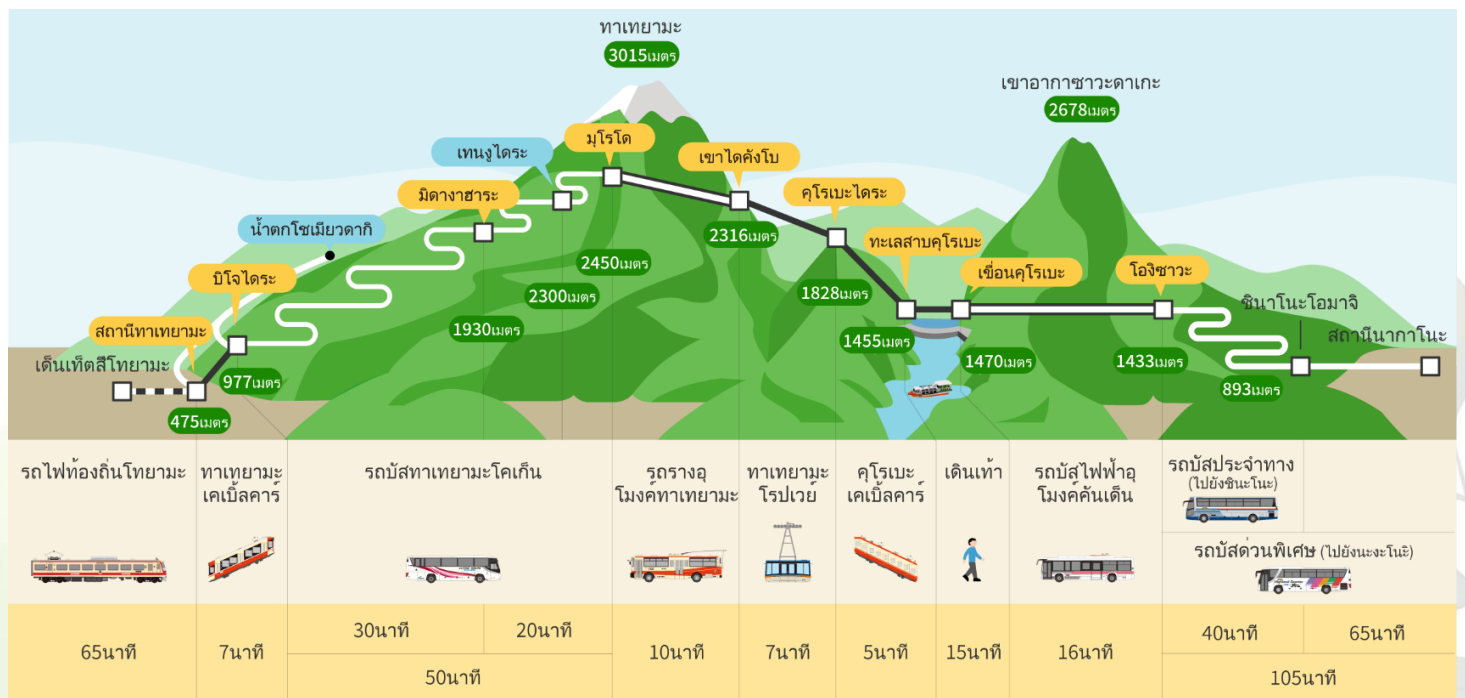 ทาเทยามะ
3015เมตร
เขาอากาซาวะดาเกะ
2678เมตร
มุโรโด
เทนงูไดระ
เขาไดคังโบ
มิดางาฮาระ
คุโรเบะไดระ
น้ำตกโชเมียวดากิ
ทะเลสาบคุโรเบะ
เขื่อนคุโรเบะ
โองิซาวะ
บิโจไดระ
สถานีทาเทยามะ
เด็นเท็ตสึโทยามะ
ชินาโนะโอมาจิ
สถานีนากาโนะ
2316เมตร
2450เมตร
2300เมตร
1930เมตร
1828เมตร
1455เมตร
1470เมตร
1433เมตร
893เมตร
977เมตร
475เมตร
รถไฟท้องถิ่นโทยามะ
ทาเทยามะ
เคเบิ้ลคาร์
รถบัสทาเทยามะโคเก็น
รถรางอุ
โมงค์ทาเทยามะ
ทาเทยามะ
โรปเวย
คุโรเบะ
เคเบิ้ลคาร์
เดินเท้า
รถบัสไฟฟ้าอุ
โมงค์คันเด็น
รถบัสประจำทาง
(ไปยังชินะโนะ)
รถบัสด่วนพิเศษ (ไปยังนะงะโนะ)
65นาที
7นาที
30นาที
20นาที
50นาที
10นาที
7นาที
5นาที
15นาที
16นาที
40นาที
65นาที
105นาที